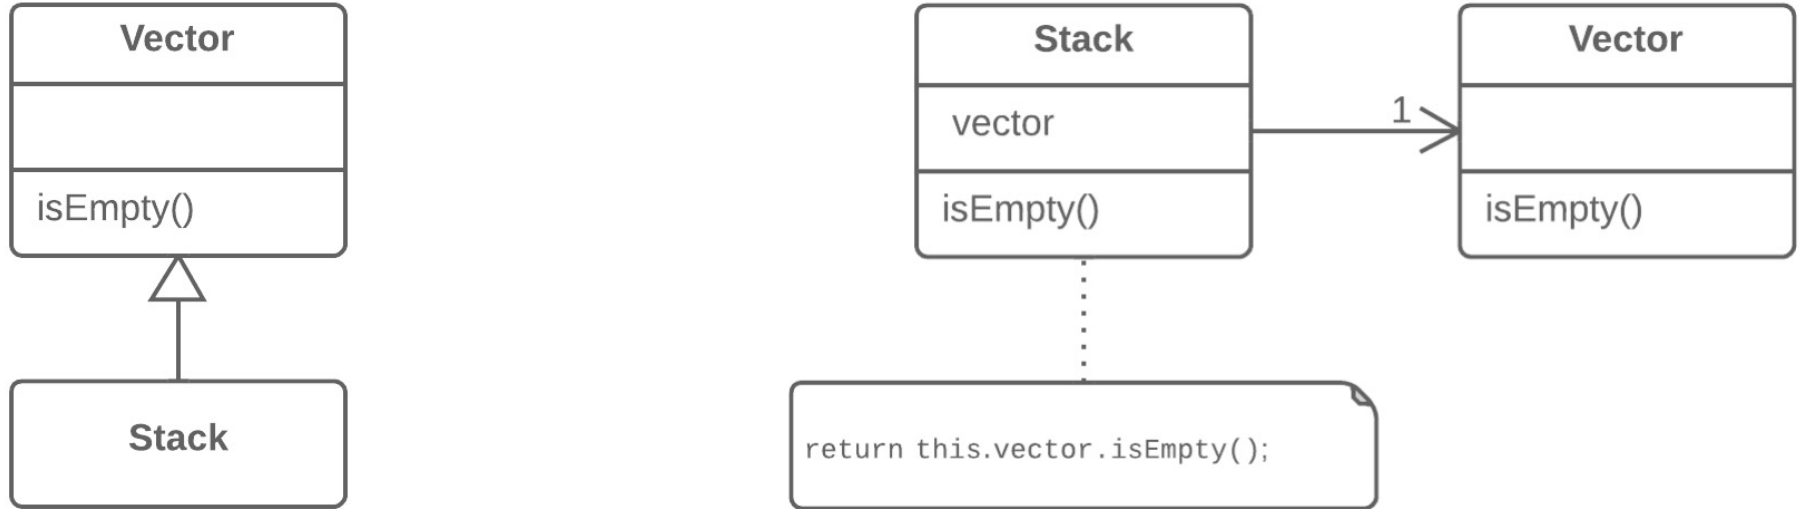 Vector
isEmpty()
Stack
Stack
vector
isEmpty()
1
Vector
isEmpty()
return this.vector.isEmpty();